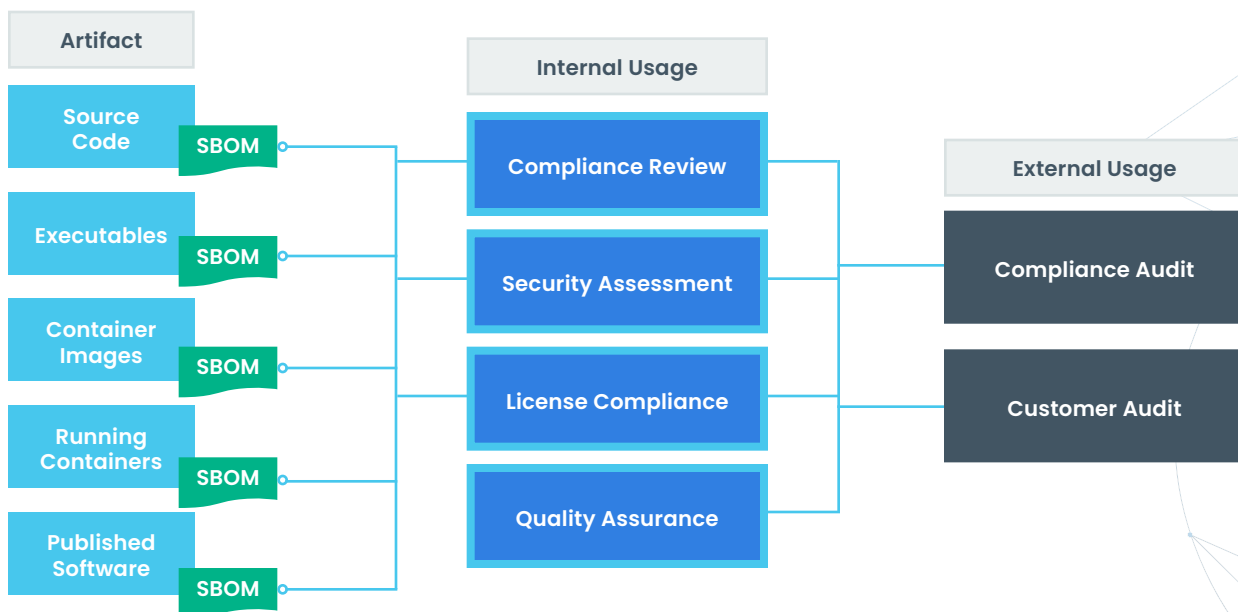 Artifact
Source
Code
SBOM
Executables
SBOM
Container
Images
SBOM
Running
Containers
SBOM
Published
Software
SBOM
Internal Usage
Compliance Review
Security Assessment
License Compliance
Quality Assurance
External Usage
Compliance Audit
Customer Audit